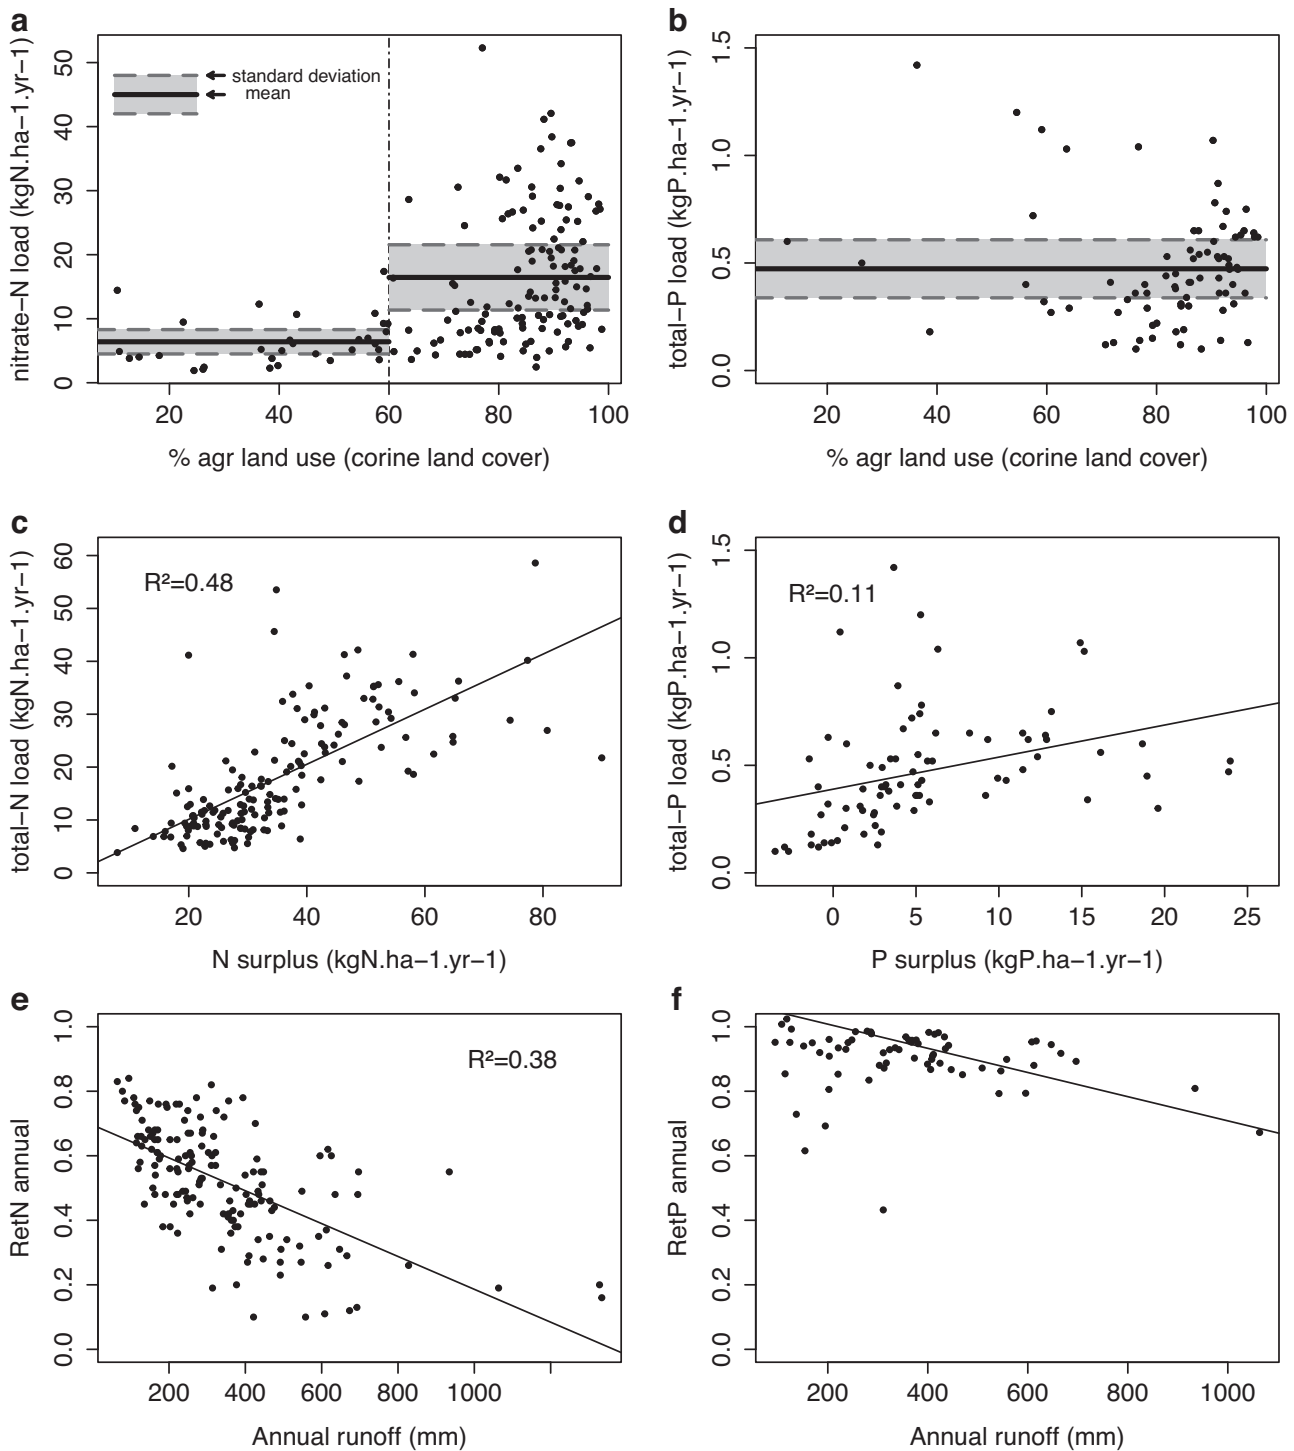 a
nitrate−N load (kgN.ha−1.yr−1)
0 10 20 30 40 50
standard deviation
mean
20 40 60 80 100
% agr land use (corine land cover)
b
total−P load (kgP.ha−1.yr−1)
0.0 0.5 1.0 1.5
20 40 60 80 100
% agr land use (corine land cover)
c
total−N load (kgN.ha−1.yr−1)
0 10 20 30 40 50 60
R²=0.48
20 40 60 80
N surplus (kgN.ha−1.yr−1)
d
total−P load (kgP.ha−1.yr−1)
0.0 0.5 1.0 1.5
R²=0.11
0 5 10 15 20 25
P surplus (kgP.ha−1.yr−1)
e
RetN annual
0.0 0.2 0.4 0.6 0.8 1.0
R²=0.38
200 400 600 800 1000
Annual runoff (mm)
f
RetP annual
0.0 0.2 0.4 0.6 0.8 1.0
200 400 600 800 1000
Annual runoff (mm)